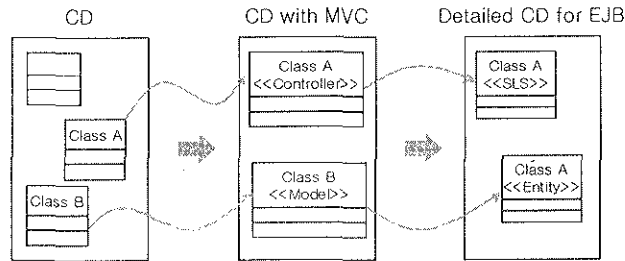 CD
CD with MVC
Detailed CD for EJB
Class A
Class B
Class A
<<Controller>>
Class B
<<Model>>
Class A
<<SLS>>
Class A
<<Entity>>